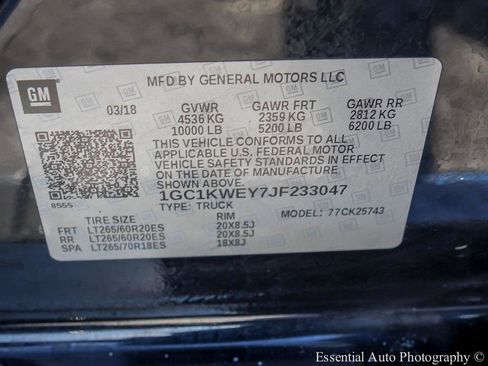 MFD BY GENERAL MOTORS LLC
GM
03/18 GVWR GAWR FRT GAWR RR
4536 KG 2359 KG 2812 KG
10000 LB 5200 LB 6200 LB
THIS VEHICLE CONFORMS TO ALL
APPLICABLE U.S. FEDERAL MOTOR
VEHICLE SAFETY STANDARDS IN EFFECT
ON THE DATE OF MANUFACTURE
SHOWN ABOVE.
1GC1KWEY7JF233047
8555 TYPE: TRUCK MODEL: 77CK25743
TIRE SIZE RIM
FRT LT265/60R20ES 20X8.5J
RR LT265/60R20ES 20X8.5J
SPA LT265/70R18ES 18X8J
Essential Auto Photography © 2024